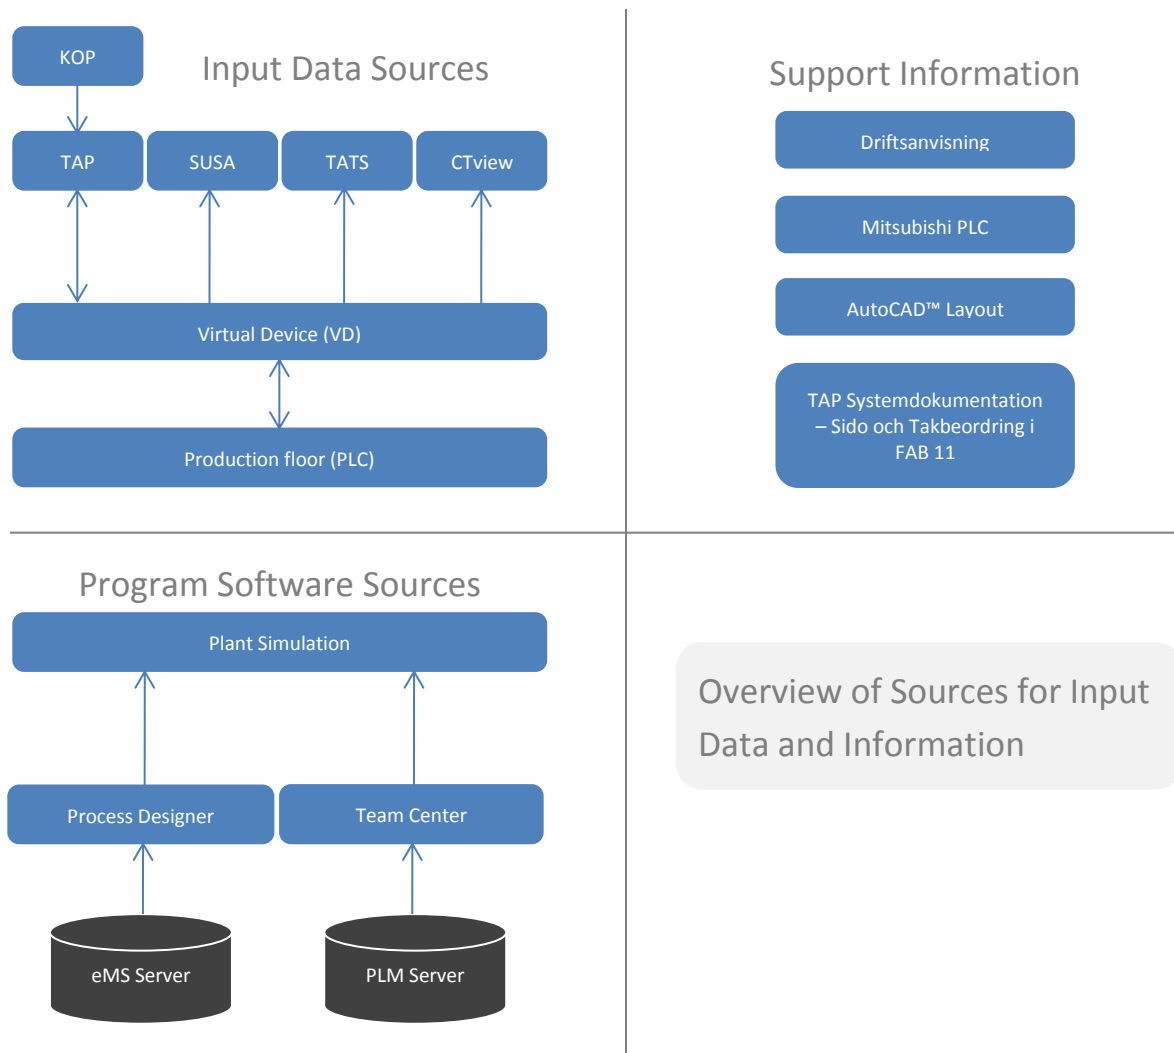 KOP
Input Data Sources
TAP
SUSA
TATS
CTview
Virtual Device (VD)
Production floor (PLC)
Support Information
Driftsanvisning
Mitsubishi PLC
AutoCAD™ Layout
TAP Systemdokumentation
– Sido och Takbeordring i
FAB 11
Program Software Sources
Plant Simulation
Process Designer
Team Center
eMS Server
PLM Server
Overview of Sources for Input
Data and Information